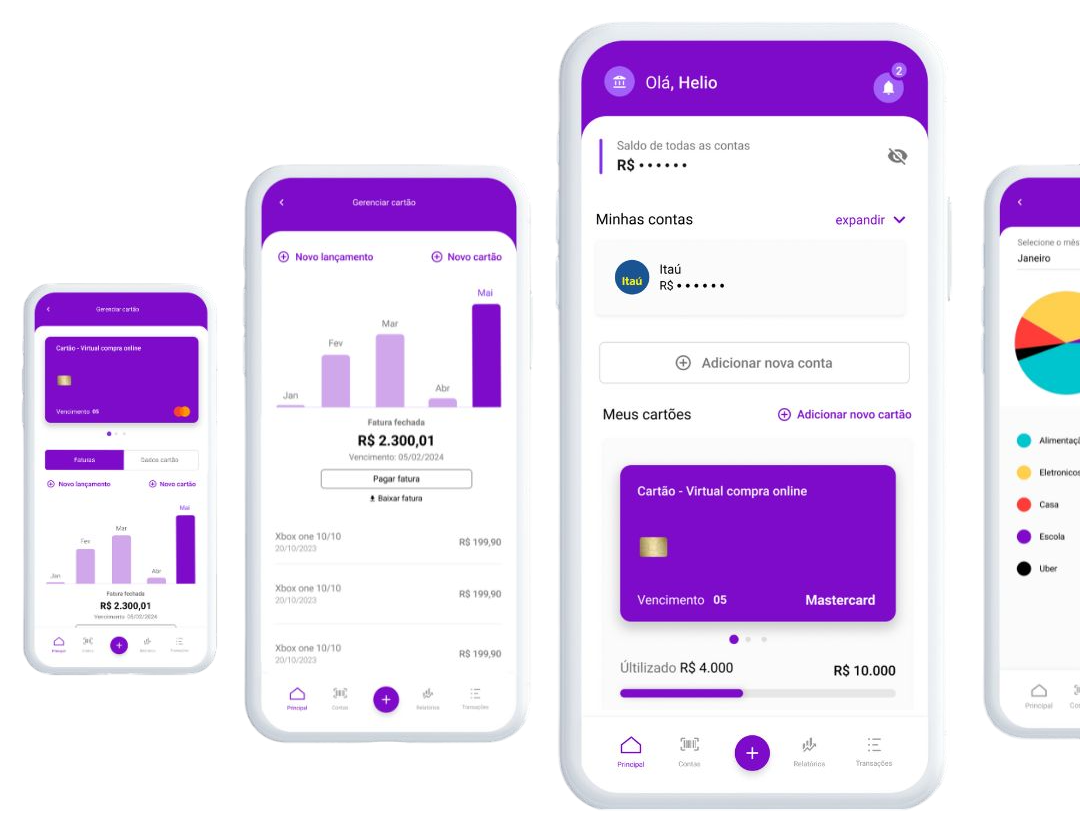 Gerenciar cartão
Cartão - Virtual compra online
Vencimento 05
Faturas
Dados cartão
Novo lançamento
Novo cartão
Mai
Mar
Fev
Abr
Jan
Fatura fechada
R$ 2.300,01
Vencimento: 05/02/2024
Principal
Contas
Relatórios
Transações
Gerenciar cartão
Novo lançamento
Novo cartão
Mai
Mar
Fev
Abr
Jan
Fatura fechada
R$ 2.300,01
Vencimento: 05/02/2024
Pagar fatura
Baixar fatura
Xbox one 10/10
R$ 199,90
20/10/2023
Xbox one 10/10
R$ 199,90
20/10/2023
Xbox one 10/10
R$ 199,90
20/10/2023
Principal
Contas
Relatórios
Transações
Olá, Helio
2
Saldo de todas as contas
R$ ••••••
Minhas contas
expandir
Itaú
Itaú
R$ ••••••
Adicionar nova conta
Meus cartões
Adicionar novo cartão
Cartão - Virtual compra online
Vencimento 05
Mastercard
Últilizado R$ 4.000
R$ 10.000
Principal
Contas
Relatórios
Transações
Selecione o mês
Janeiro
Alimentaçã
Eletronicos
Casa
Escola
Uber
Principal
Con